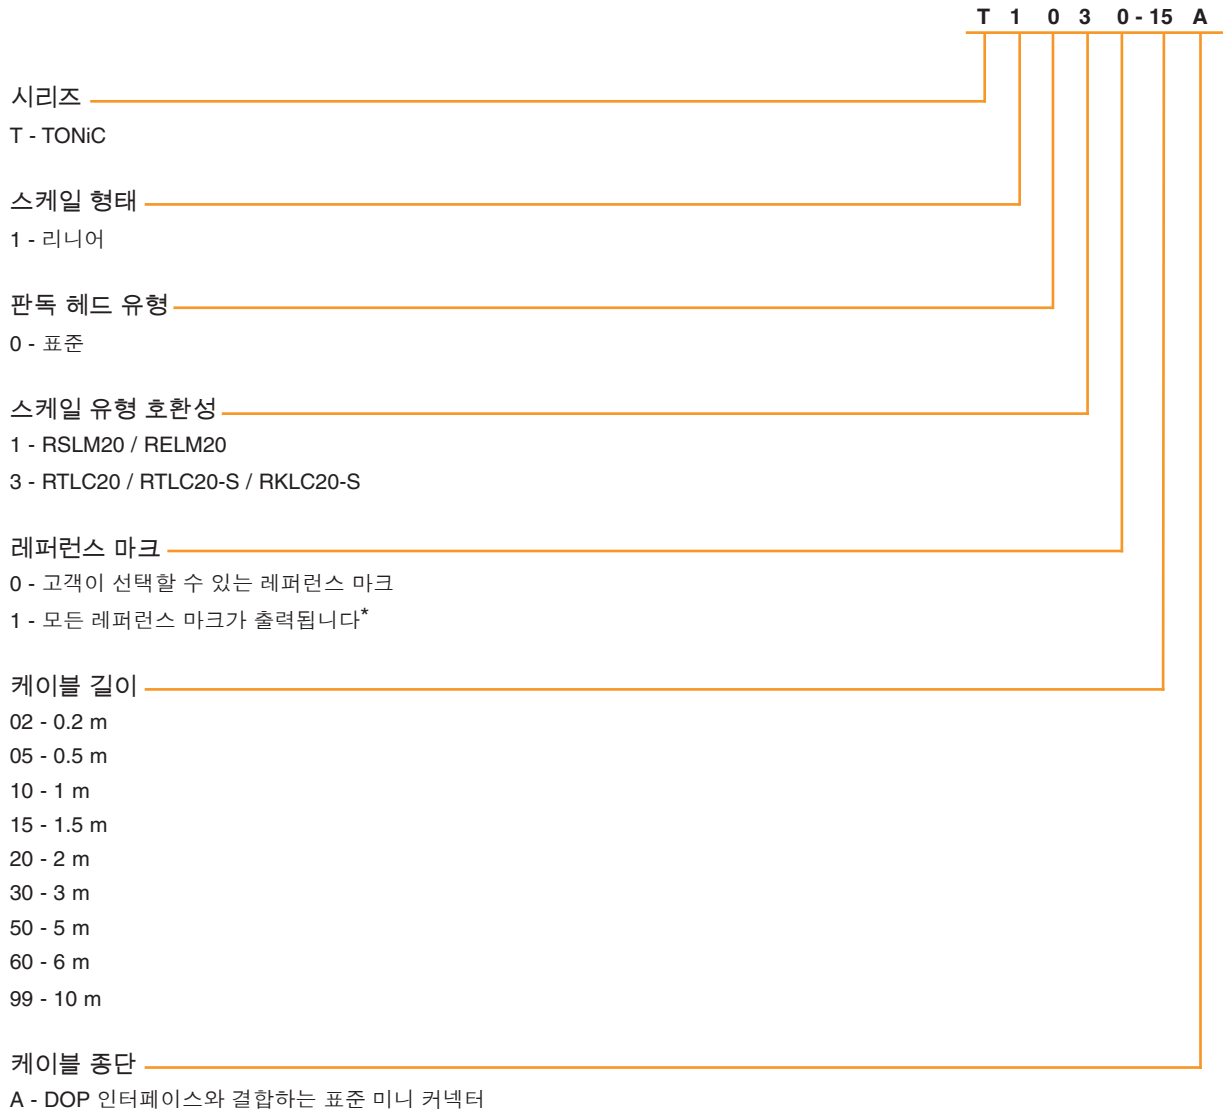 T 1 0 3 0 - 15 A
시리즈
T - TONiC
스케일 형태
1 - 리니어
판독 헤드 유형
0 - 표준
스케일 유형 호환성
1 - RSLM20 / RELM20
3 - RTLC20 / RTLC20-S / RKLC20-S
레퍼런스 마크
0 - 고객이 선택할 수 있는 레퍼런스 마크
1 - 모든 레퍼런스 마크가 출력됩니다*
케이블 길이
02 - 0.2 m
05 - 0.5 m
10 - 1 m
15 - 1.5 m
20 - 2 m
30 - 3 m
50 - 5 m
60 - 6 m
99 - 10 m
케이블 종단
A - DOP 인터페이스와 결합하는 표준 미니 커넥터